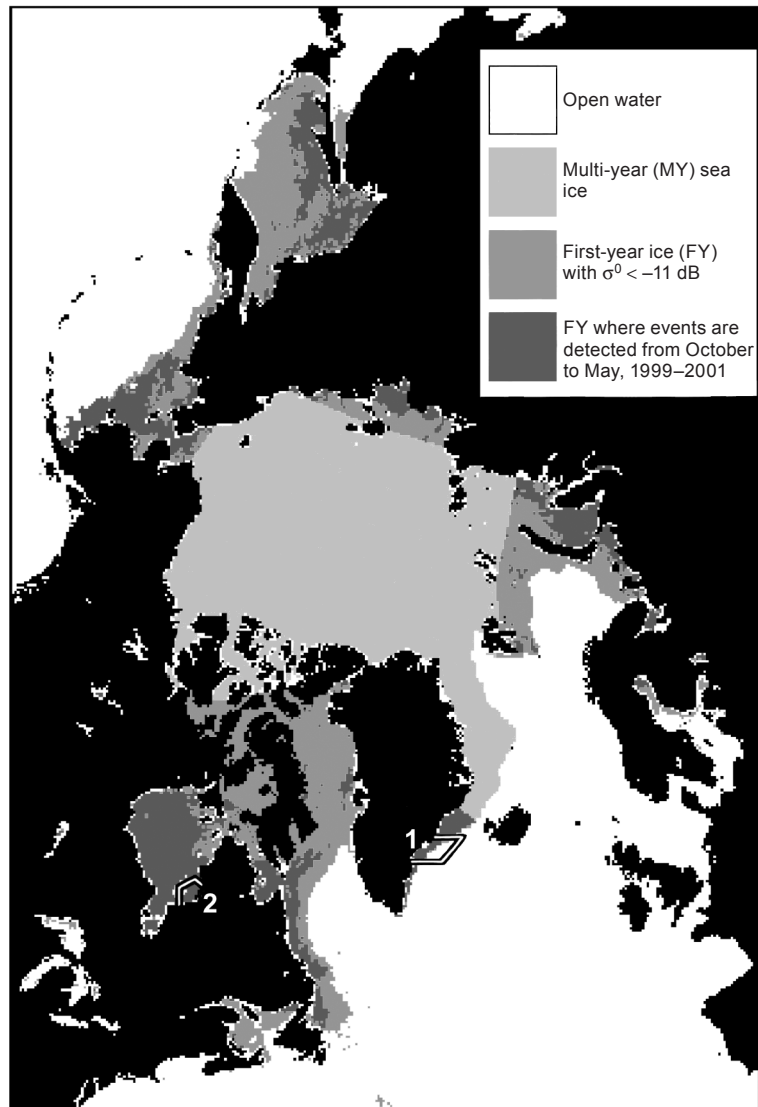 Open water
Multi-year (MY) sea
ice
First-year ice (FY)
with σ⁰ < –11 dB
FY where events are
detected from October
to May, 1999–2001
1
2